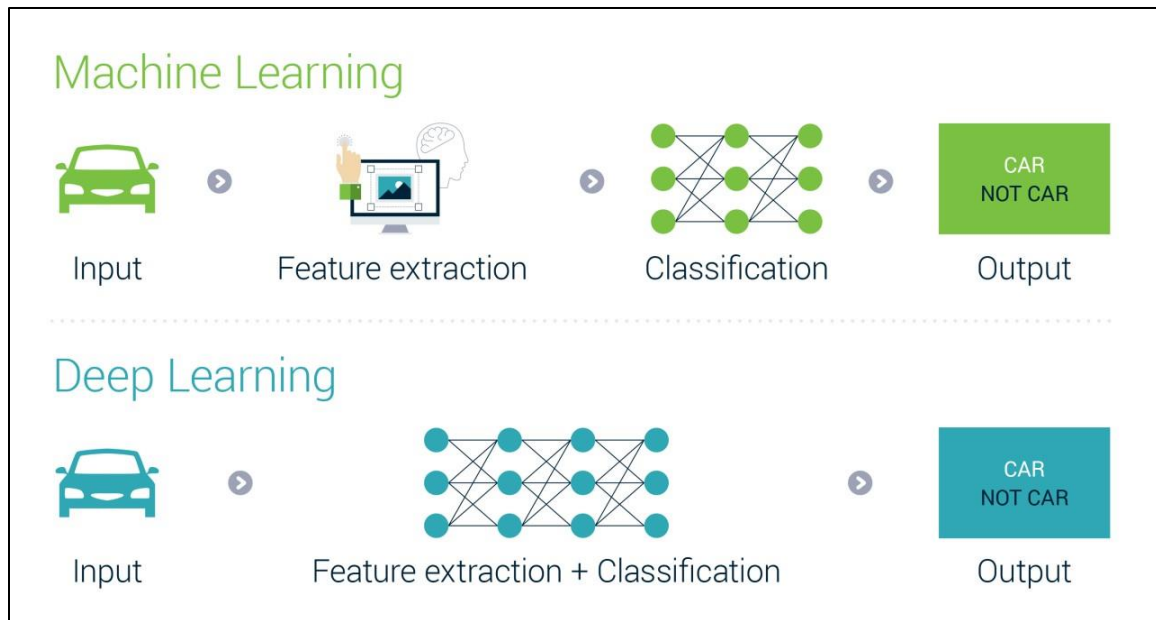 Machine Learning
Input
Feature extraction
Classification
CAR
NOT CAR
Output
Deep Learning
Input
Feature extraction + Classification
CAR
NOT CAR
Output